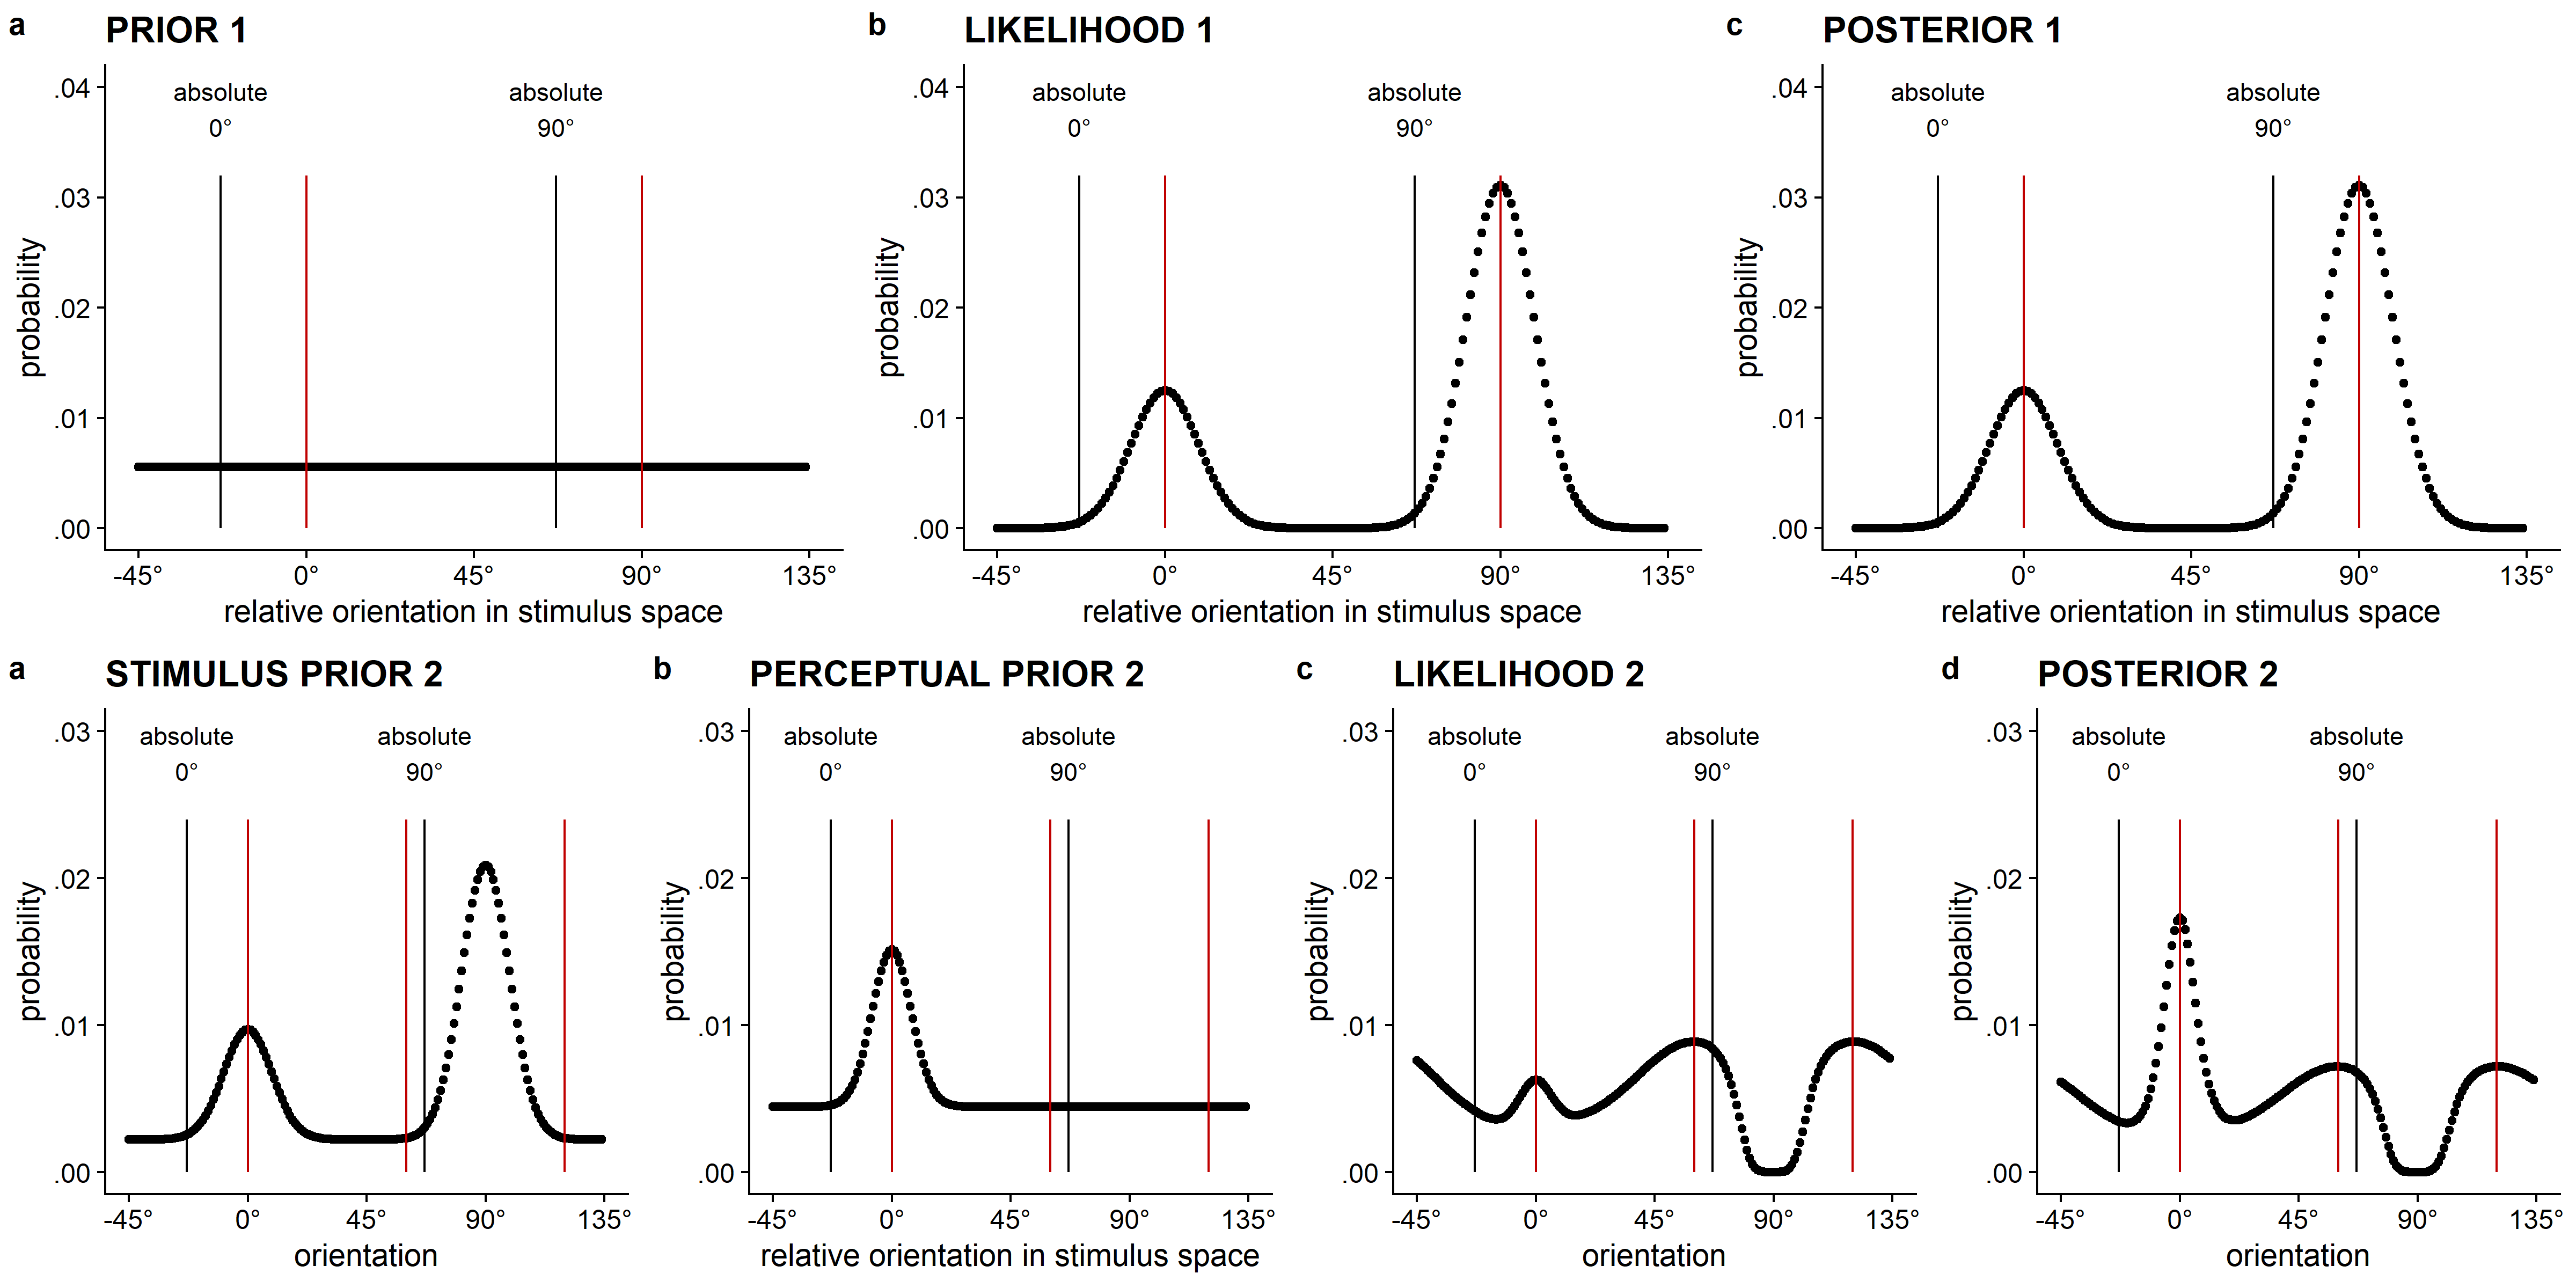 a PRIOR 1
.04
.03
.02
.01
.00
probability
absolute
0°
absolute
90°
-45° 0° 45° 90° 135°
relative orientation in stimulus space
b LIKELIHOOD 1
.04
.03
.02
.01
.00
probability
absolute
0°
absolute
90°
-45° 0° 45° 90° 135°
relative orientation in stimulus space
c POSTERIOR 1
.04
.03
.02
.01
.00
probability
absolute
0°
absolute
90°
-45° 0° 45° 90° 135°
relative orientation in stimulus space
a STIMULUS PRIOR 2
.03
.02
.01
.00
probability
absolute
0°
absolute
90°
-45° 0° 45° 90° 135°
orientation
b PERCEPTUAL PRIOR 2
.03
.02
.01
.00
probability
absolute
0°
absolute
90°
-45° 0° 45° 90° 135°
relative orientation in stimulus space
c LIKELIHOOD 2
.03
.02
.01
.00
probability
absolute
0°
absolute
90°
-45° 0° 45° 90° 135°
orientation
d POSTERIOR 2
.03
.02
.01
.00
probability
absolute
0°
absolute
90°
-45° 0° 45° 90° 135°
orientation